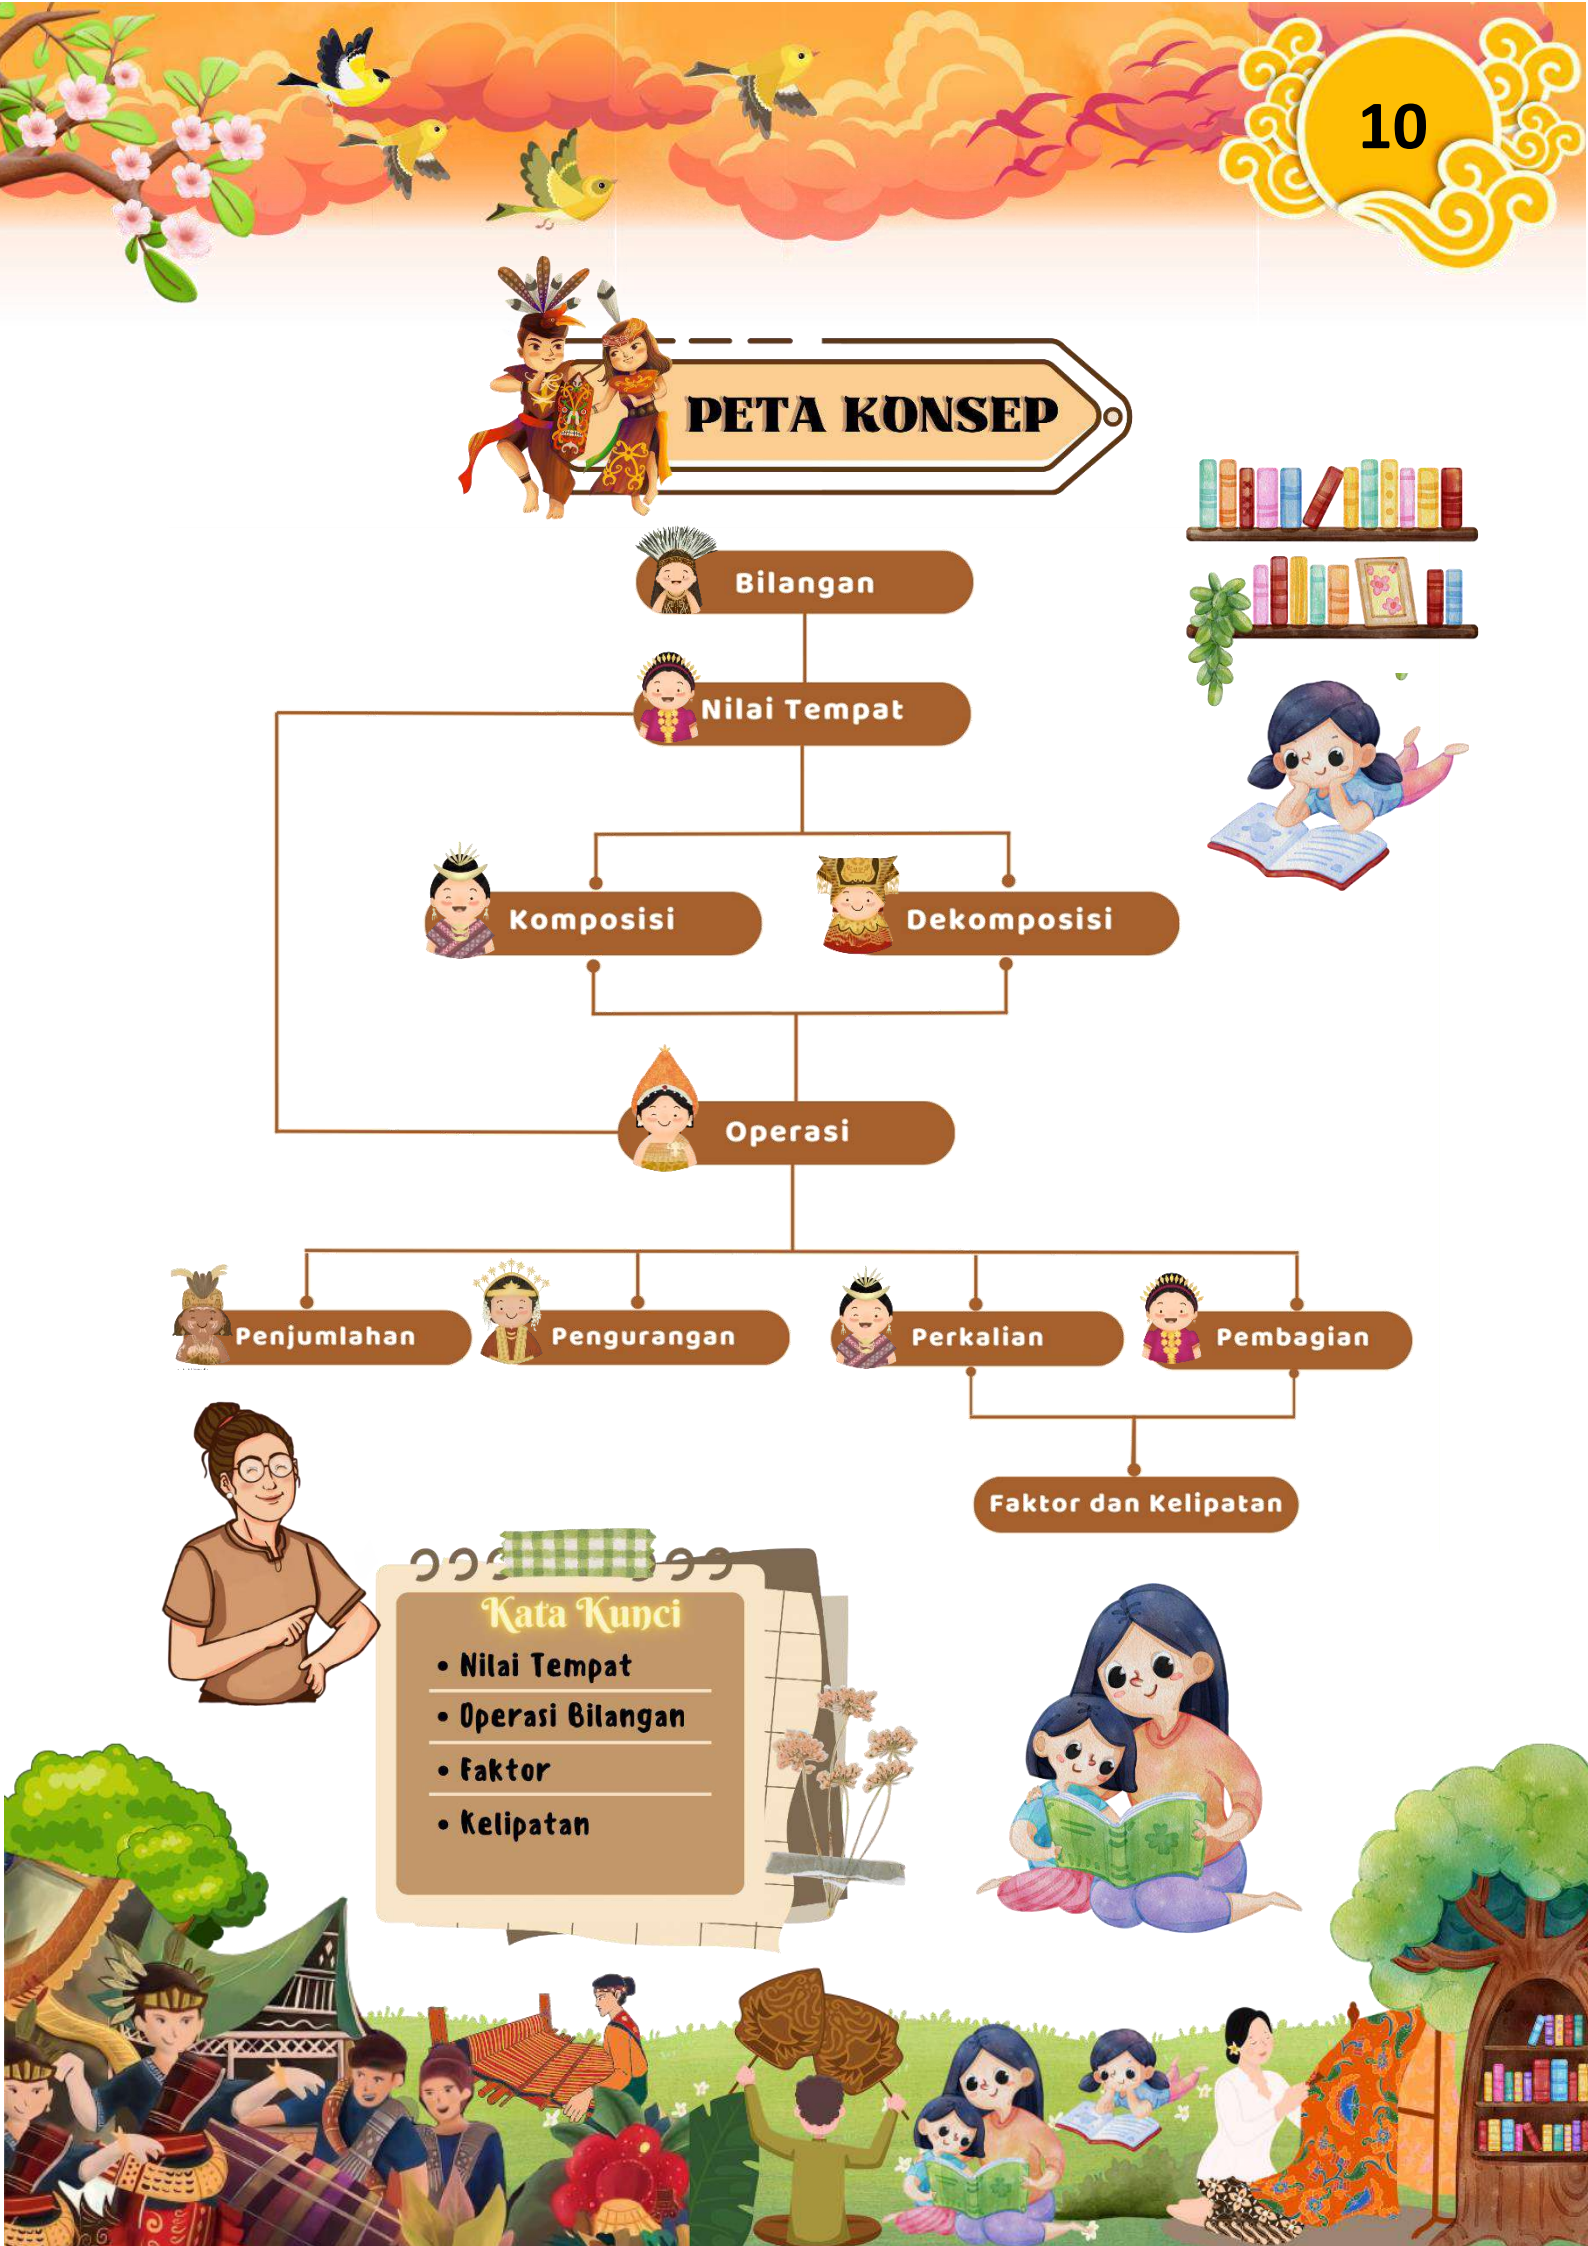 10
PETA KONSEP
Bilangan
Nilai Tempat
Komposisi
Dekomposisi
Operasi
Penjumlahan
Pengurangan
Perkalian
Pembagian
Faktor dan Kelipatan
Kata Kunci
• Nilai Tempat
• Operasi Bilangan
• Faktor
• Kelipatan